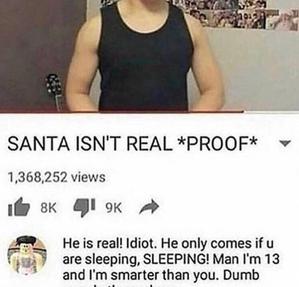 SANTA ISN'T REAL *PROOF*
1,368,252 views
8K 9K
He is real! Idiot. He only comes if u
are sleeping, SLEEPING! Man I'm 13
and I'm smarter than you. Dumb